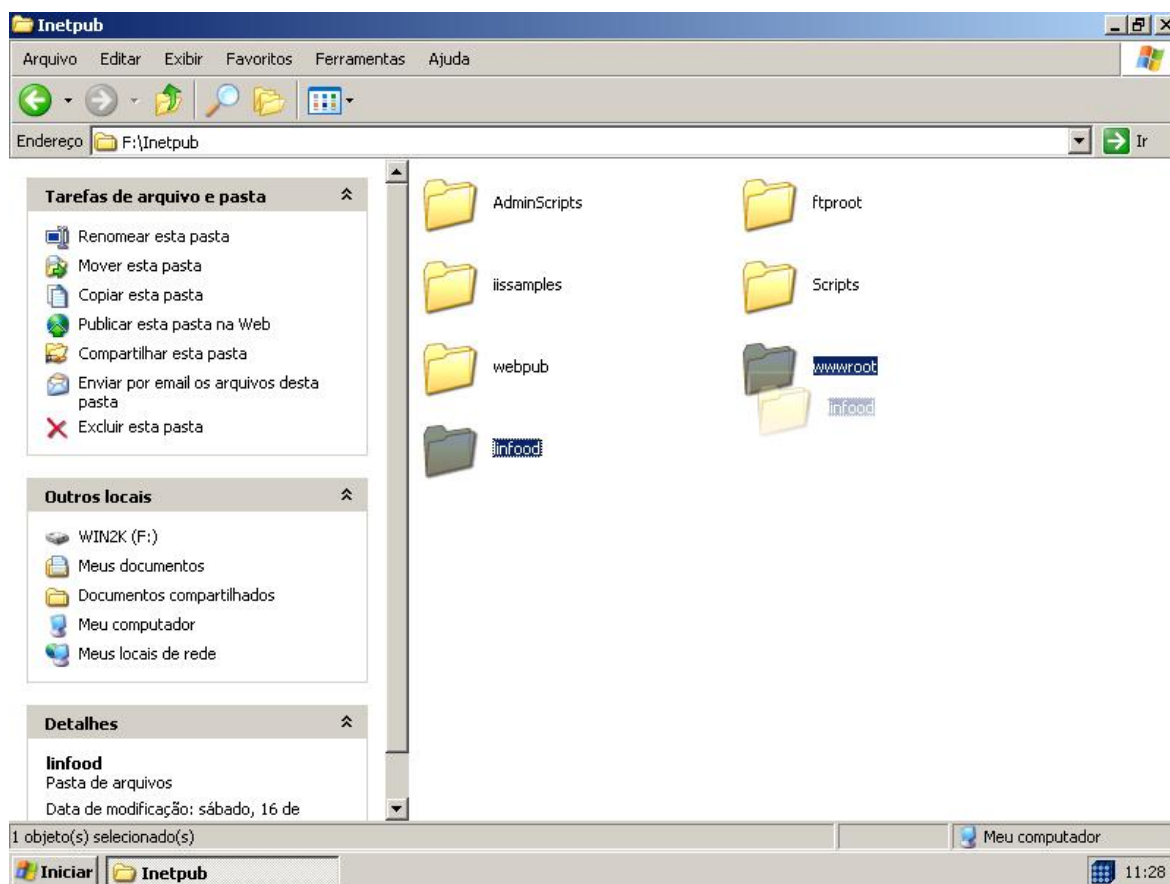 Inetpub
Arquivo Editar Exibir Favoritos Ferramentas Ajuda
Endereço F:\Inetpub Ir
Tarefas de arquivo e pasta
Renomear esta pasta
Mover esta pasta
Copiar esta pasta
Publicar esta pasta na Web
Compartilhar esta pasta
Enviar por email os arquivos desta
pasta
Excluir esta pasta
Outros locais
WIN2K (F:)
Meus documentos
Documentos compartilhados
Meu computador
Meus locais de rede
Detalhes
linfood
Pasta de arquivos
Data de modificação: sábado, 16 de
AdminScripts ftproot
iissamples Scripts
webpub wwwroot
linfood
linfood
1 objeto(s) selecionado(s) Meu computador
Iniciar Inetpub 11:28